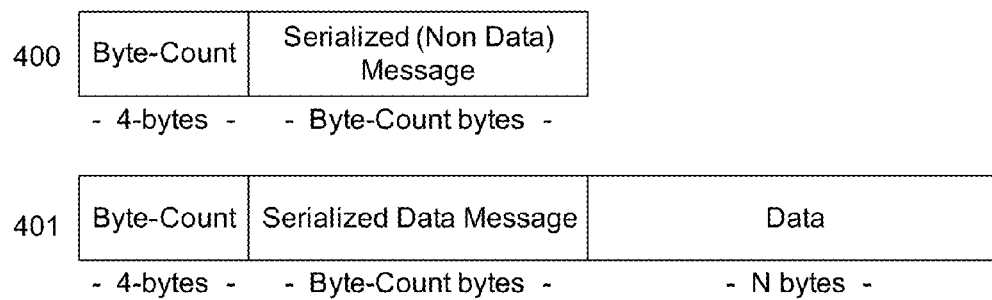 400 Byte-Count Serialized (Non Data) Message
- 4-bytes - - Byte-Count bytes -
401 Byte-Count Serialized Data Message Data
- 4-bytes - - Byte-Count bytes - - N bytes -